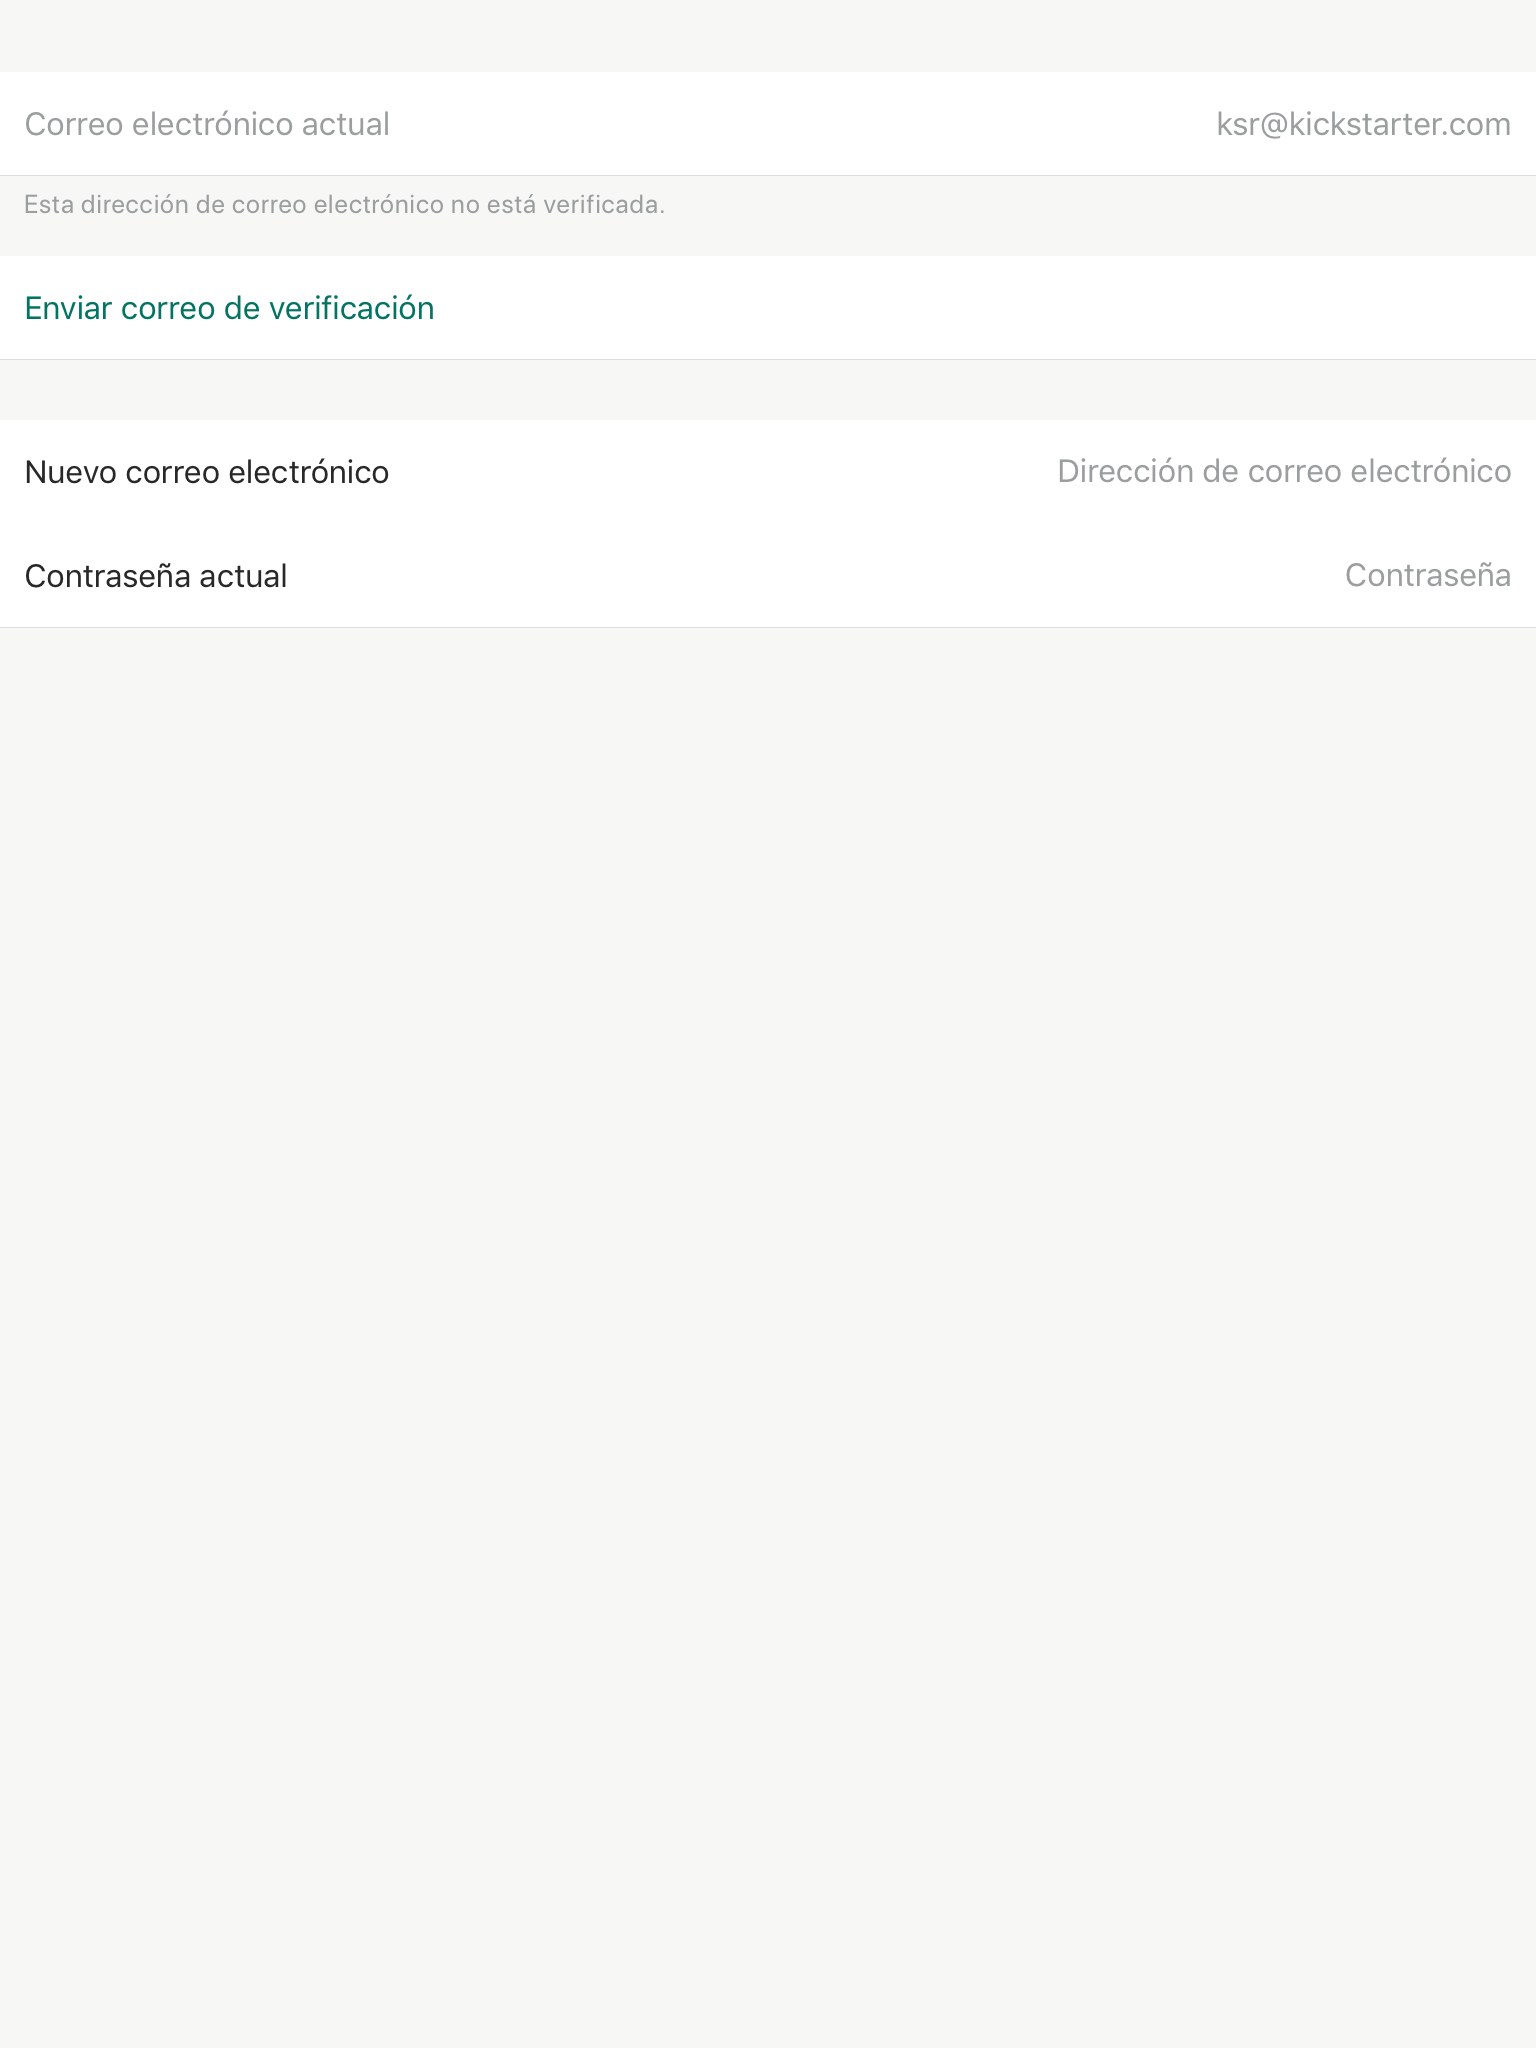 Correo electrónico actual ksr@kickstarter.com
Esta dirección de correo electrónico no está verificada.
Enviar correo de verificación
Nuevo correo electrónico Dirección de correo electrónico
Contraseña actual Contraseña